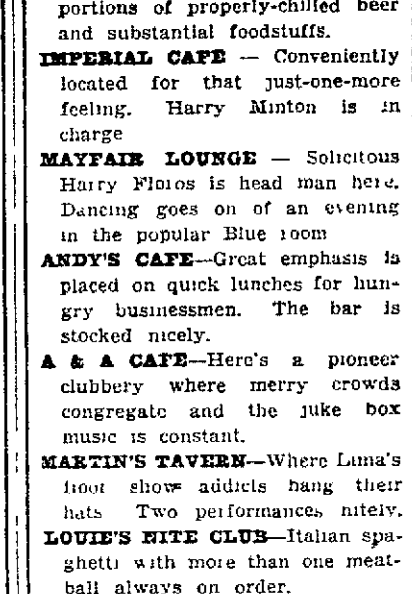 portions of properly-chilled beer
and substantial foodstuffs.
IMPERIAL CAFE — Conveniently
located for that just-one-more
feeling. Harry Minton is in
charge
MAYFAIR LOUNGE — Solicitous
Harry Floros is head man here.
Dancing goes on of an evening
in the popular Blue room
ANDY'S CAFE—Great emphasis is
placed on quick lunches for hun-
gry businessmen. The bar is
stocked nicely.
A & A CAFE—Here's a pioneer
clubbery where merry crowds
congregate and the juke box
music is constant.
MARTIN'S TAVERN—Where Lima's
floor show addicts hang their
hats Two performances nitely.
LOUIE'S NITE CLUB—Italian spa-
ghetti with more than one meat-
ball always on order.